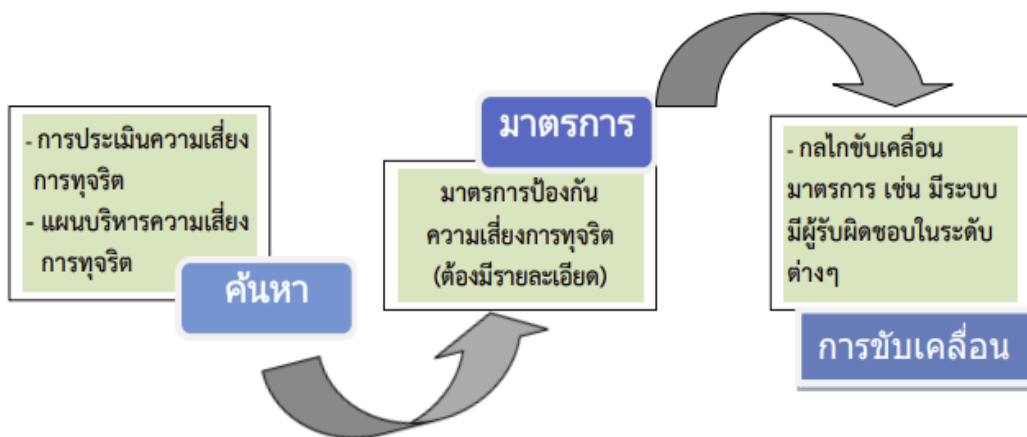 - การประเมินความเสี่ยง
การทุจริต
- แผนบริหารความเสี่ยง
การทุจริต
ค้นหา
มาตรการ
มาตรการป้องกัน
ความเสี่ยงการทุจริต
(ต้องมีรายละเอียด)
- กลไกขับเคลื่อน
มาตรการ เช่น มีระบบ
มีผู้รับผิดชอบในระดับ
ต่างๆ
การขับเคลื่อน